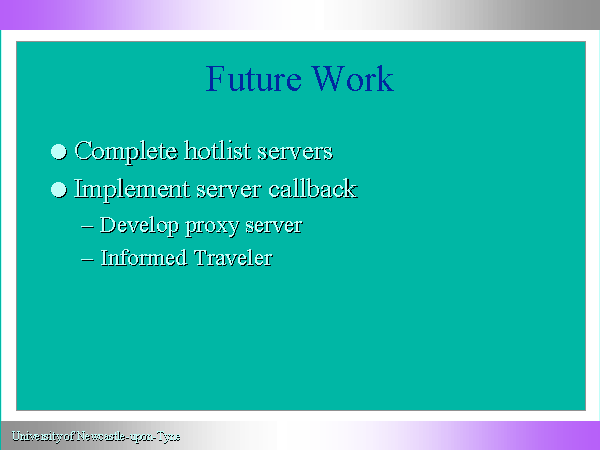 Future Work
Complete hotlist servers
Implement server callback
– Develop proxy server
– Informed Traveler
University of Newcastle-upon-Tyne